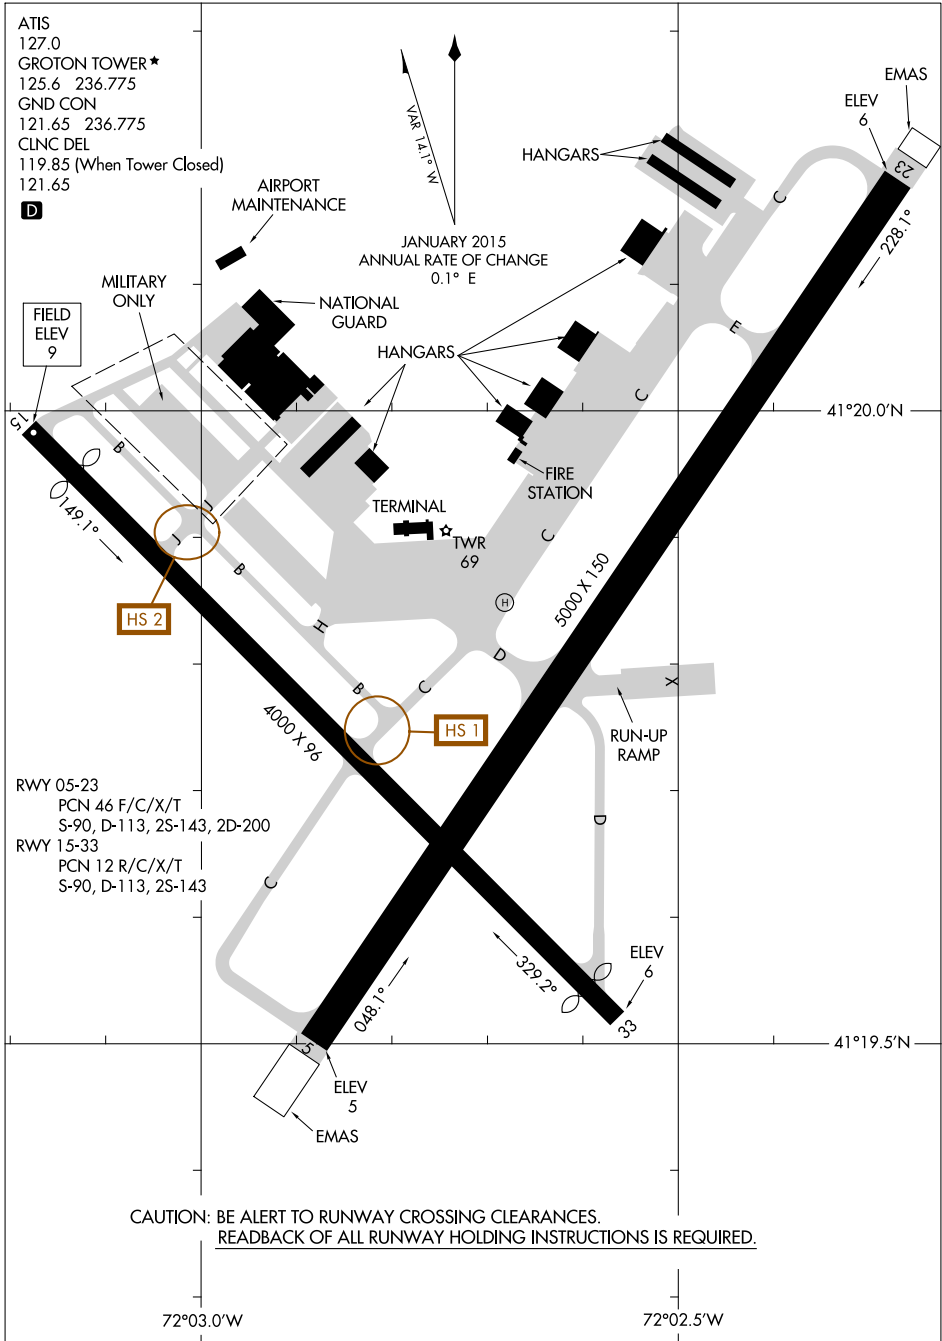 ATIS
127.0
GROTON TOWER★
125.6 236.775
GND CON
121.65 236.775
CLNC DEL
119.85 (When Tower Closed)
121.65
D
VAR 14.1° W
JANUARY 2015
ANNUAL RATE OF CHANGE
0.1° E
EMAS
ELEV
6
23
228.1°
HANGARS
C
E
AIRPORT
MAINTENANCE
MILITARY
ONLY
NATIONAL
GUARD
FIELD
ELEV
9
HANGARS
C
41°20.0'N
15
B
149.1°
J
J
B
HS 2
H
TERMINAL
TWR
69
FIRE
STATION
C
H
5000 X 150
D
B
C
HS 1
X
RUN-UP
RAMP
4000 X 96
RWY 05-23
PCN 46 F/C/X/T
S-90, D-113, 2S-143, 2D-200
RWY 15-33
PCN 12 R/C/X/T
S-90, D-113, 2S-143
C
D
048.1°
329.2°
ELEV
6
33
41°19.5'N
5
ELEV
5
EMAS
CAUTION: BE ALERT TO RUNWAY CROSSING CLEARANCES.
READBACK OF ALL RUNWAY HOLDING INSTRUCTIONS IS REQUIRED.
72°03.0'W
72°02.5'W